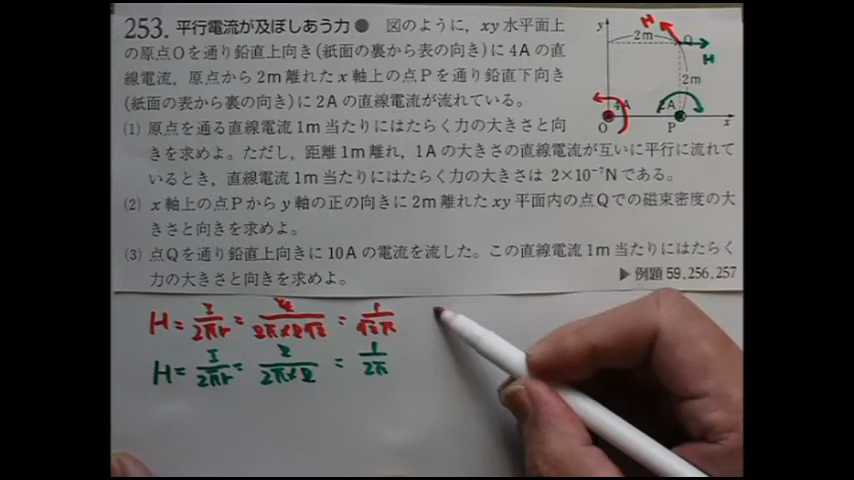 253. 平行電流が及ぼしあう力● 図のように, xy水平面上
の原点Oを通り鉛直上向き(紙面の裏から表の向き)に4Aの直
線電流, 原点から2m離れたx軸上の点Pを通り鉛直下向き
(紙面の表から裏の向き)に2Aの直線電流が流れている。
(1) 原点を通る直線電流1m当たりにはたらく力の大きさと向
きを求めよ。ただし, 距離1m離れ, 1Aの大きさの直線電流が互いに平行に流れて
いるとき, 直線電流1m当たりにはたらく力の大きさは 2×10⁻⁷Nである。
(2) x軸上の点Pからy軸の正の向きに2m離れたxy平面内の点Qでの磁束密度の大
きさと向きを求めよ。
(3) 点Qを通り鉛直上向きに10Aの電流を流した。この直線電流1m当たりにはたらく
力の大きさと向きを求めよ。
▶例題59,256,257
y
H
2m
Q
H
2m
4A
2A
O
P
x
H = I/2πr = 4/2π×2√2 = 1/√2π
H = I/2πr = 2/2π×2 = 1/2π